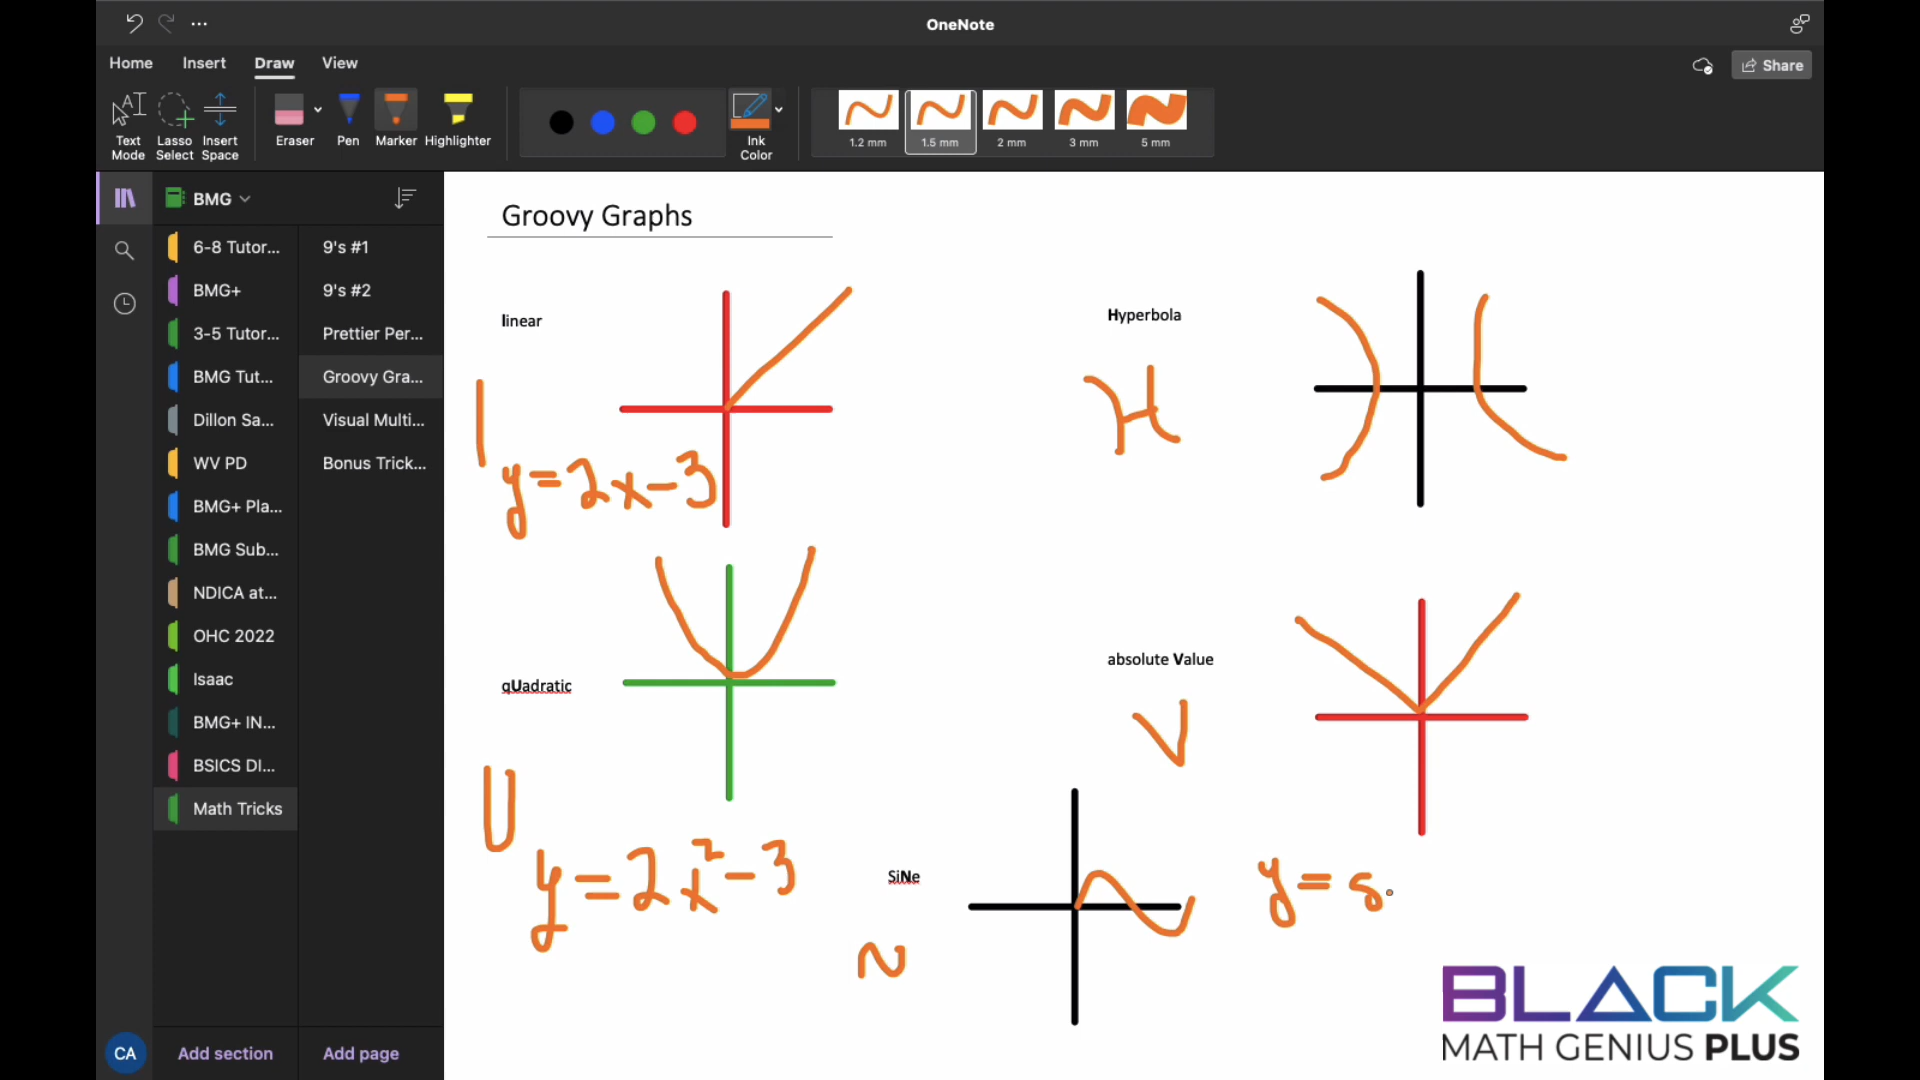 OneNote
Home Insert Draw View
Share
Text Mode
Lasso Select
Insert Space
Eraser
Pen
Marker
Highlighter
Ink Color
1.2 mm
1.5 mm
2 mm
3 mm
5 mm
BMG
6-8 Tutor...
BMG+
3-5 Tutor...
BMG Tut...
Dillon Sa...
WV PD
BMG+ Pla...
BMG Sub...
NDICA at...
OHC 2022
Isaac
BMG+ IN...
BSICS DI...
Math Tricks
9's #1
9's #2
Prettier Per...
Groovy Gra...
Visual Multi...
Bonus Trick...
CA
Add section
Add page
Groovy Graphs
linear
l
y=2x-3
qUadratic
U
y=2x²-3
Hyperbola
H
absolute Value
V
SiNe
N
y=s
BLACK
MATH GENIUS PLUS